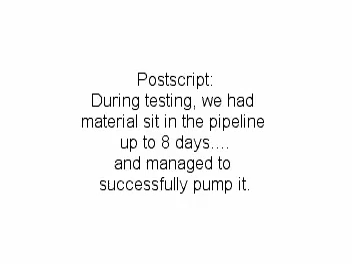 Postscript:
During testing, we had
material sit in the pipeline
up to 8 days….
and managed to
successfully pump it.